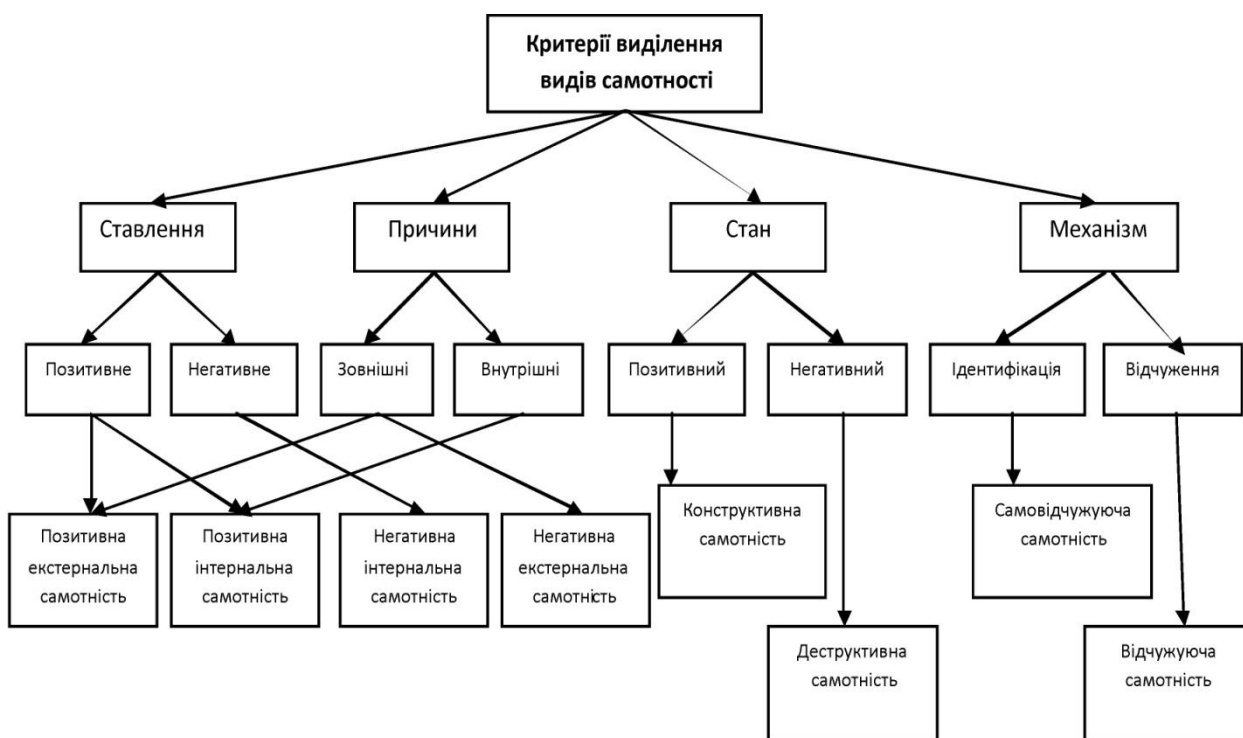 Критерії виділення
видів самотності
Ставлення
Причини
Стан
Механізм
Позитивне
Негативне
Зовнішні
Внутрішні
Позитивний
Негативний
Ідентифікація
Відчуження
Позитивна
екстернальна
самотність
Позитивна
інтернальна
самотність
Негативна
інтернальна
самотність
Негативна
екстернальна
самотність
Конструктивна
самотність
Самовідчужуюча
самотність
Деструктивна
самотність
Відчужуюча
самотність